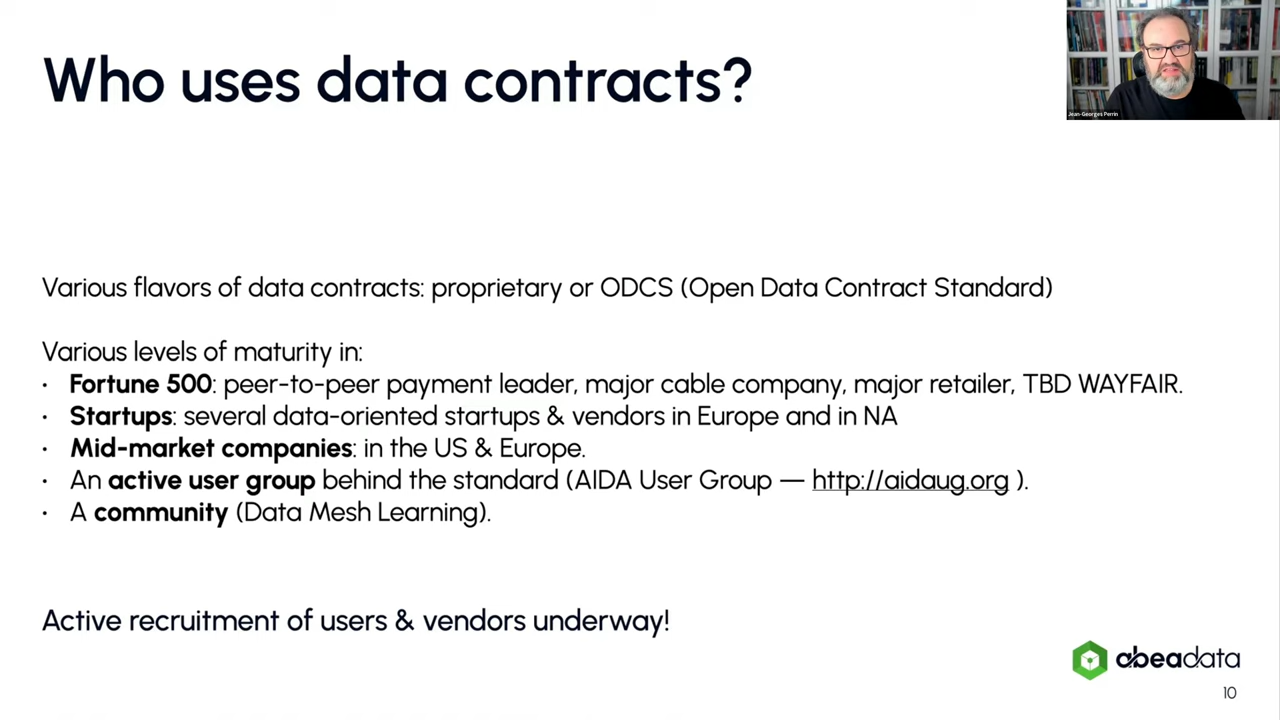 Who uses data contracts?
Jean-Georges Perrin
Various flavors of data contracts: proprietary or ODCS (Open Data Contract Standard)
Various levels of maturity in:
• Fortune 500: peer-to-peer payment leader, major cable company, major retailer, TBD WAYFAIR.
• Startups: several data-oriented startups & vendors in Europe and in NA
• Mid-market companies: in the US & Europe.
• An active user group behind the standard (AIDA User Group — http://aidaug.org ).
• A community (Data Mesh Learning).
Active recruitment of users & vendors underway!
abeadata
10